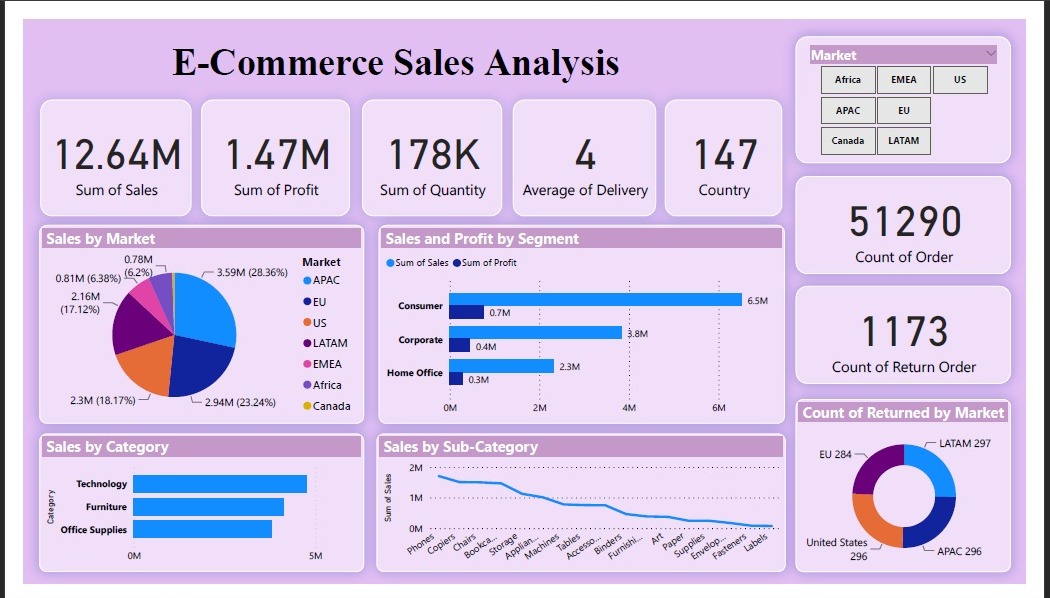 E-Commerce Sales Analysis
Market
Africa EMEA US
APAC EU
Canada LATAM
12.64M
Sum of Sales
1.47M
Sum of Profit
178K
Sum of Quantity
4
Average of Delivery
147
Country
51290
Count of Order
1173
Count of Return Order
Sales by Market
0.78M
(6.2%)
0.81M (6.38%)
2.16M
(17.12%)
2.3M (18.17%)
2.94M (23.24%)
3.59M (28.36%)
Market
APAC
EU
US
LATAM
EMEA
Africa
Canada
Sales and Profit by Segment
Sum of Sales Sum of Profit
Consumer 6.5M
0.7M
Corporate 3.8M
0.4M
Home Office 2.3M
0.3M
0M 2M 4M 6M
Sales by Category
Category
Technology
Furniture
Office Supplies
0M 5M
Sales by Sub-Category
Sum of Sales
2M
1M
0M
Phones
Copiers
Chairs
Bookca...
Storage
Applian...
Machines
Tables
Accesso...
Binders
Furnishi...
Art
Paper
Supplies
Envelop...
Fasteners
Labels
Count of Returned by Market
LATAM 297
EU 284
United States
296
APAC 296